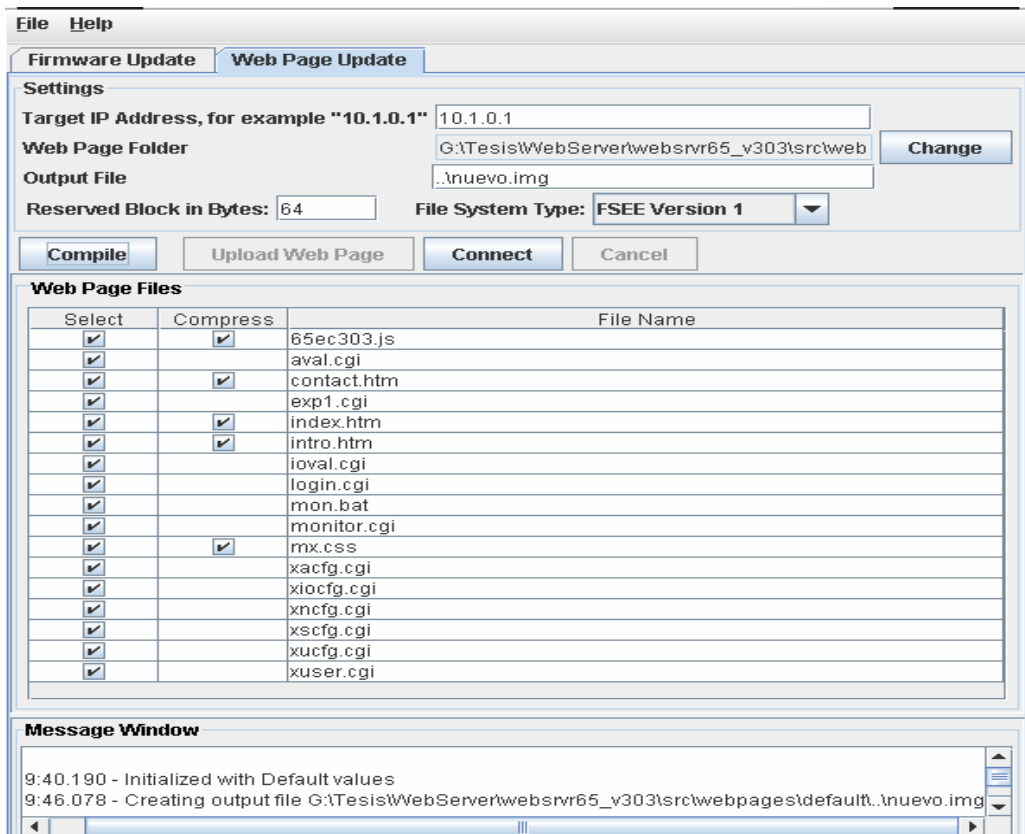 File Help
Firmware Update Web Page Update
Settings
Target IP Address, for example "10.1.0.1" 10.1.0.1
Web Page Folder G:\Tesis\WebServer\websrvr65_v303\src\web Change
Output File ..\nuevo.img
Reserved Block in Bytes: 64 File System Type: FSEE Version 1
Compile Upload Web Page Connect Cancel
Web Page Files
Select Compress File Name
65ec303.js
aval.cgi
contact.htm
exp1.cgi
index.htm
intro.htm
ioval.cgi
login.cgi
mon.bat
monitor.cgi
mx.css
xacfg.cgi
xiocfg.cgi
xncfg.cgi
xscfg.cgi
xucfg.cgi
xuser.cgi
Message Window
9:40.190 - Initialized with Default values
9:46.078 - Creating output file G:\Tesis\WebServer\websrvr65_v303\src\webpages\default\..\nuevo.img